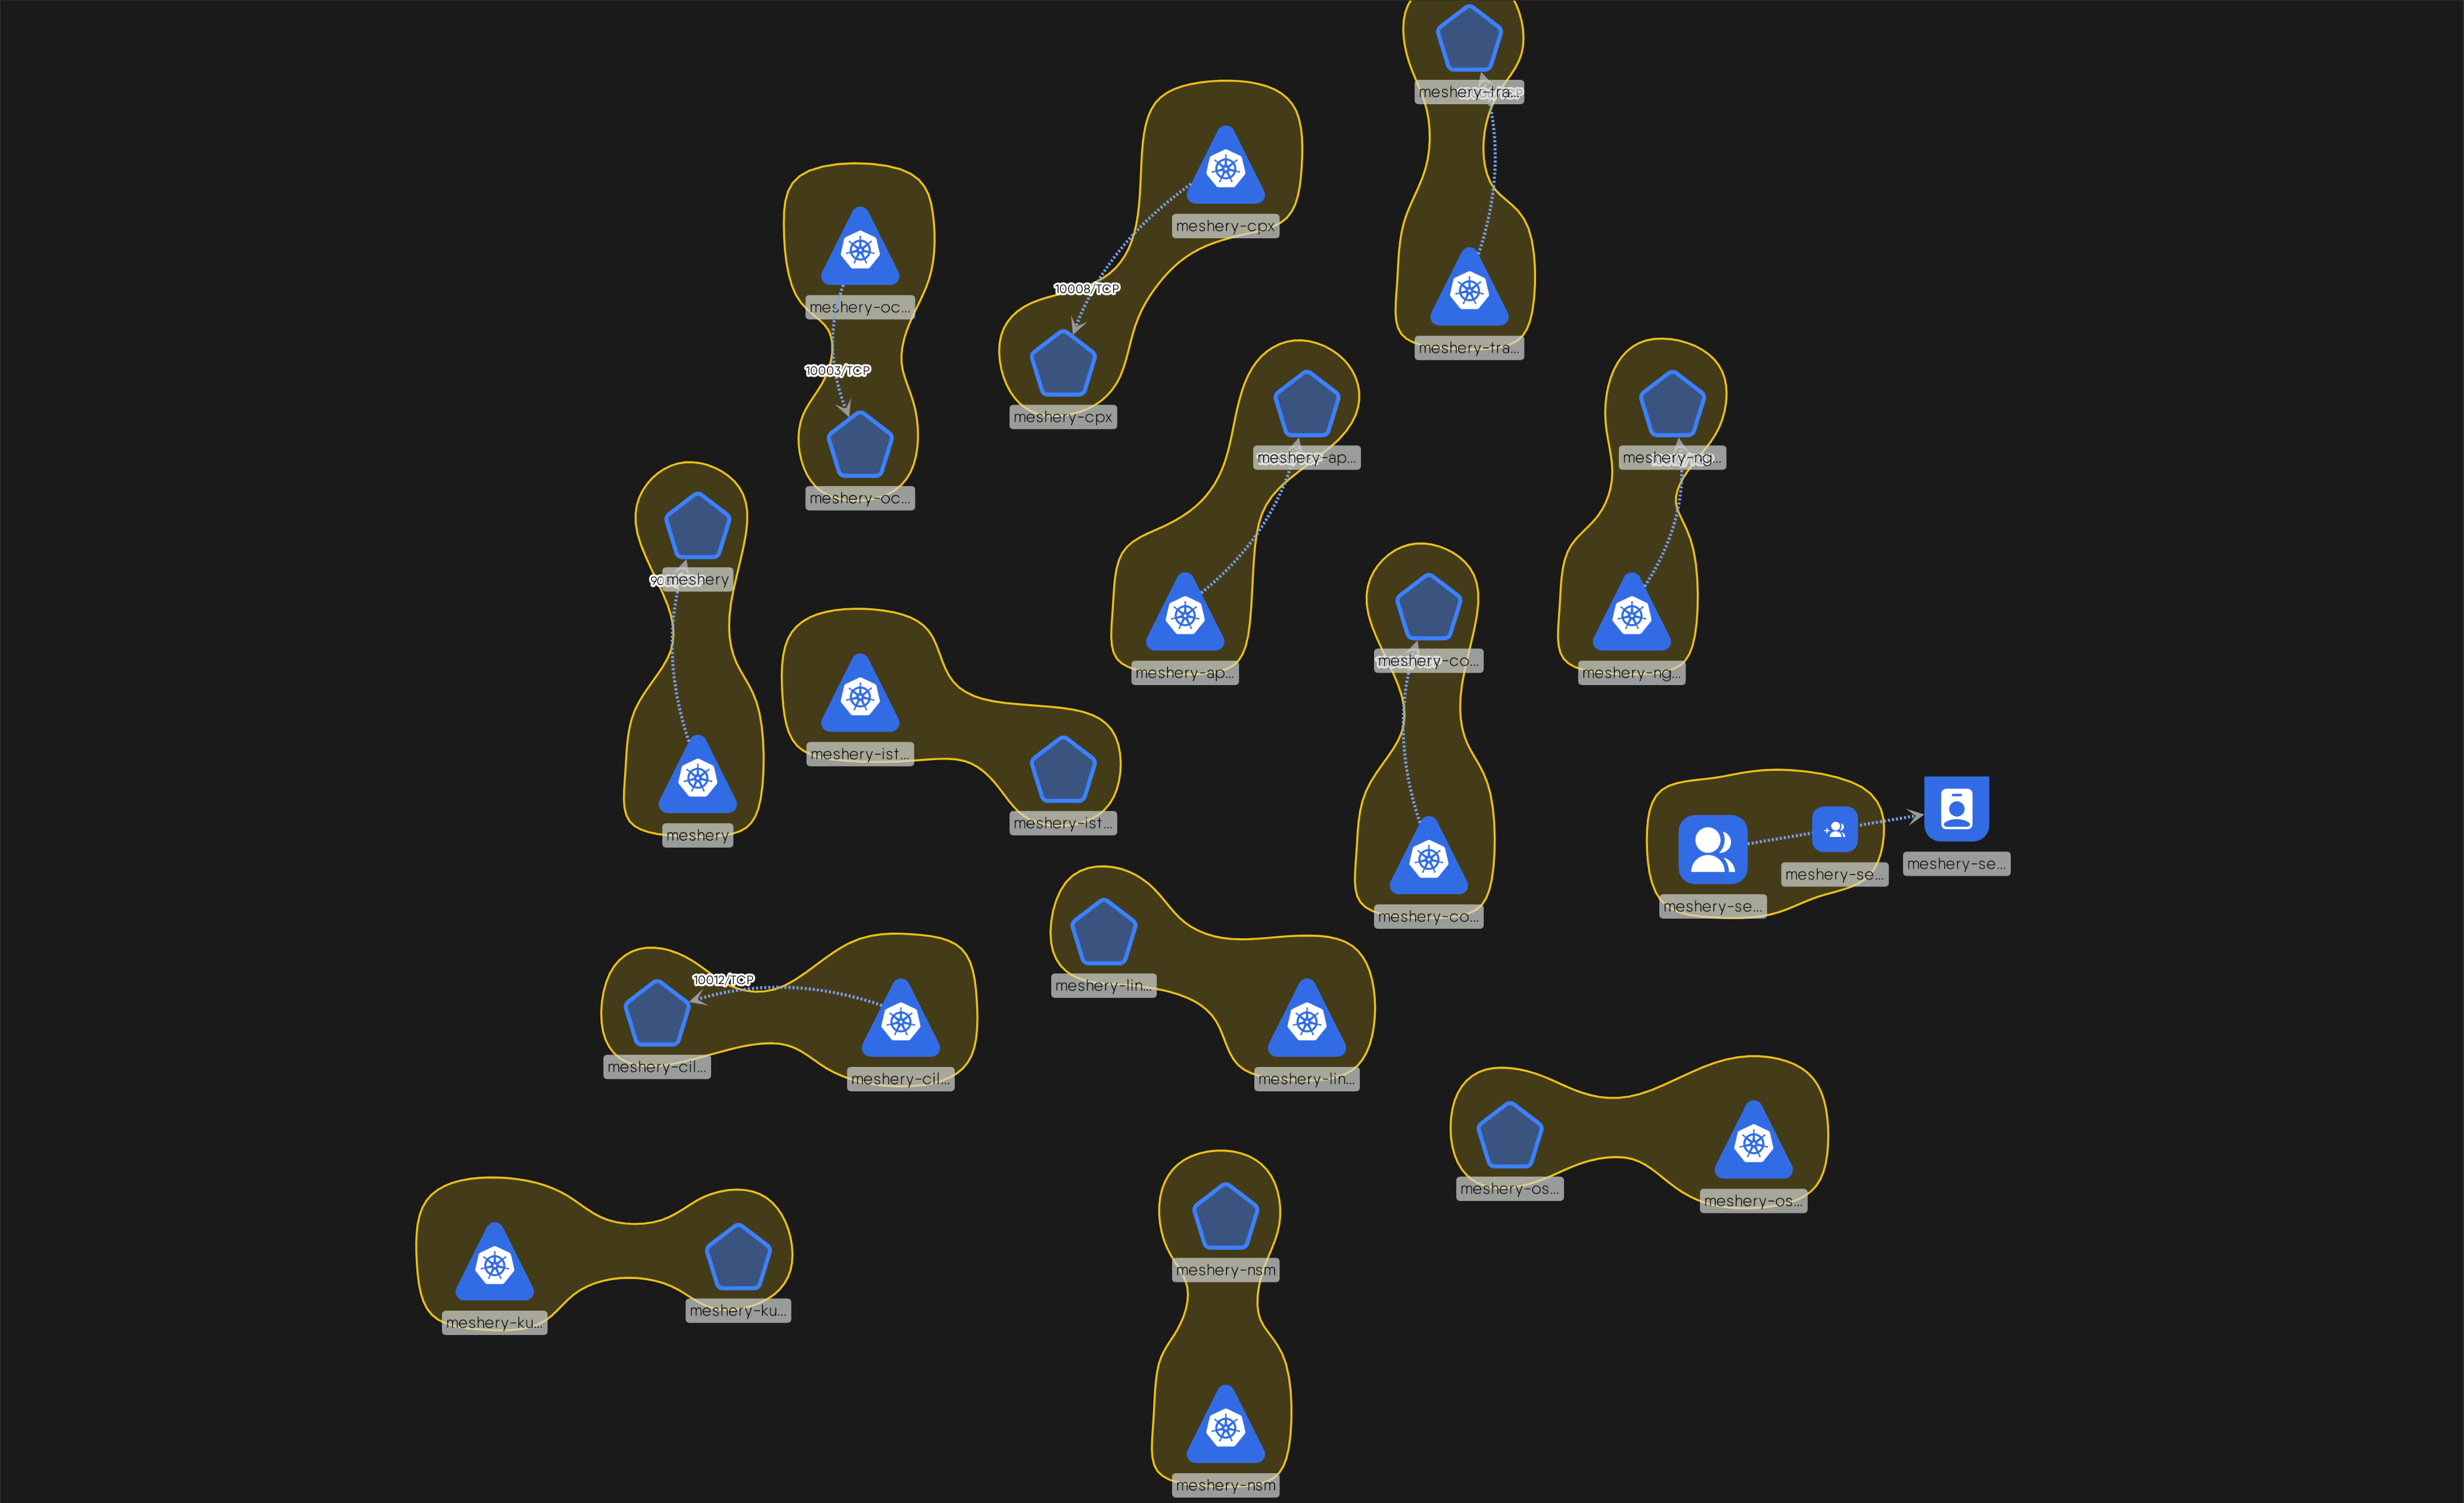 meshery-tra...
meshery-cpx
meshery-oc...
10008/TCP
meshery-tra...
10003/TCP
meshery-cpx
meshery-ap...
meshery-ng...
meshery-oc...
meshery
meshery-co...
meshery-ap...
meshery-ng...
meshery-ist...
meshery-ist...
meshery
meshery-se...
meshery-se...
meshery-se...
meshery-co...
10012/TCP
meshery-lin...
meshery-cil...
meshery-cil...
meshery-lin...
meshery-os...
meshery-os...
meshery-nsm
meshery-ku...
meshery-ku...
meshery-nsm